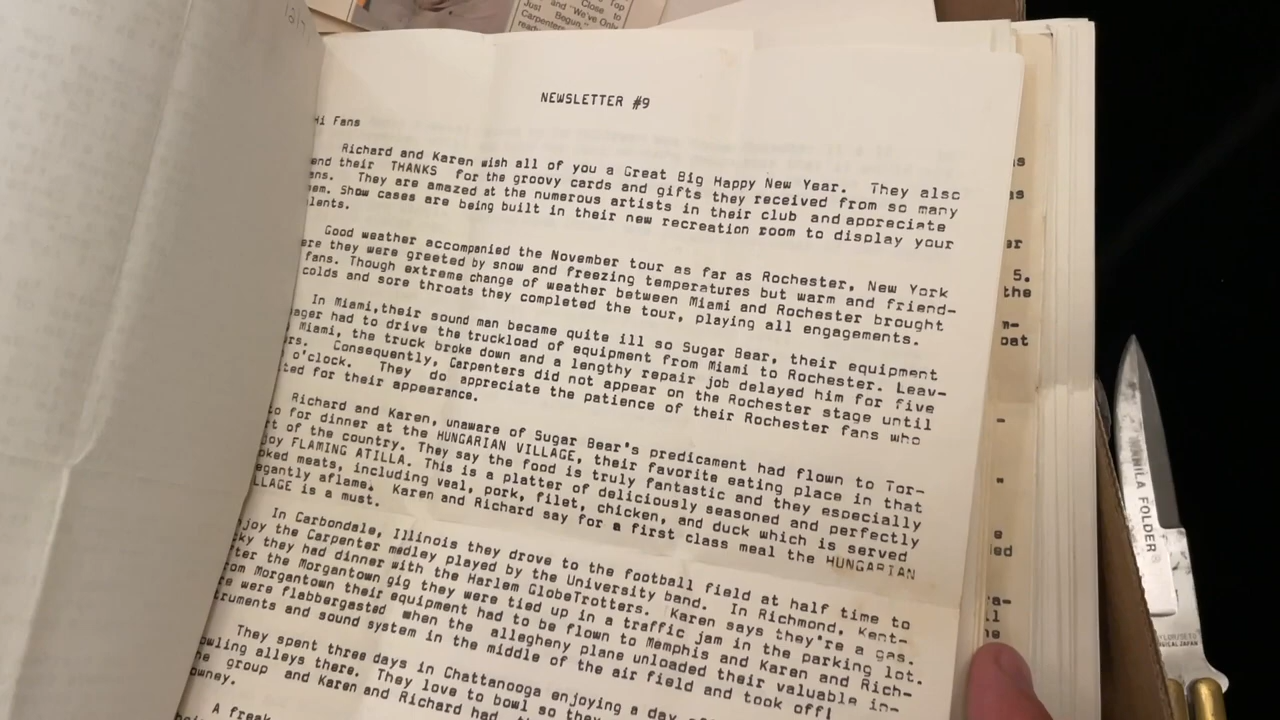 Top
Close to
and "We've Only
Just Begun,"
Carpenters
NEWSLETTER #9
Hi Fans
Richard and Karen wish all of you a Great Big Happy New Year. They also
end their THANKS for the groovy cards and gifts they received from so many
ans. They are amazed at the numerous artists in their club and appreciate
em. Show cases are being built in their new recreation room to display your
lents.
Good weather accompanied the November tour as far as Rochester, New York
ere they were greeted by snow and freezing temperatures but warm and friend-
fans. Though extreme change of weather between Miami and Rochester brought
colds and sore throats they completed the tour, playing all engagements.
In Miami,their sound man became quite ill so Sugar Bear, their equipment
ager had to drive the truckload of equipment from Miami to Rochester. Leav-
Miami, the truck broke down and a lengthy repair job delayed him for five
rs. Consequently, Carpenters did not appear on the Rochester stage until
o'clock. They do appreciate the patience of their Rochester fans who
ted for their appearance.
Richard and Karen, unaware of Sugar Bear's predicament had flown to Tor-
o for dinner at the HUNGARIAN VILLAGE, their favorite eating place in that
rt of the country. They say the food is truly fantastic and they especially
joy FLAMING ATILLA. This is a platter of deliciously seasoned and perfectly
oked meats, including veal, pork, filet, chicken, and duck which is served
egantly aflame. Karen and Richard say for a first class meal the HUNGARIAN
LLAGE is a must.
In Carbondale, Illinois they drove to the football field at half time to
joy the Carpenter medley played by the University band. In Richmond, Kent-
cky they had dinner with the Harlem GlobeTrotters. Karen says they're a gas.
fter the Morgantown gig they were tied up in a traffic jam in the parking lot.
rom Morgantown their equipment had to be flown to Memphis and Karen and Rich-
e were flabbergasted when the allegheny plane unloaded their valuable in-
truments and sound system in the middle of the air field and took off!
They spent three days in Chattanooga enjoying a day
owling alleys there. They love to bowl so they
he group and Karen and Richard had
owney.
A freak
5.
the
oat
FOLDER